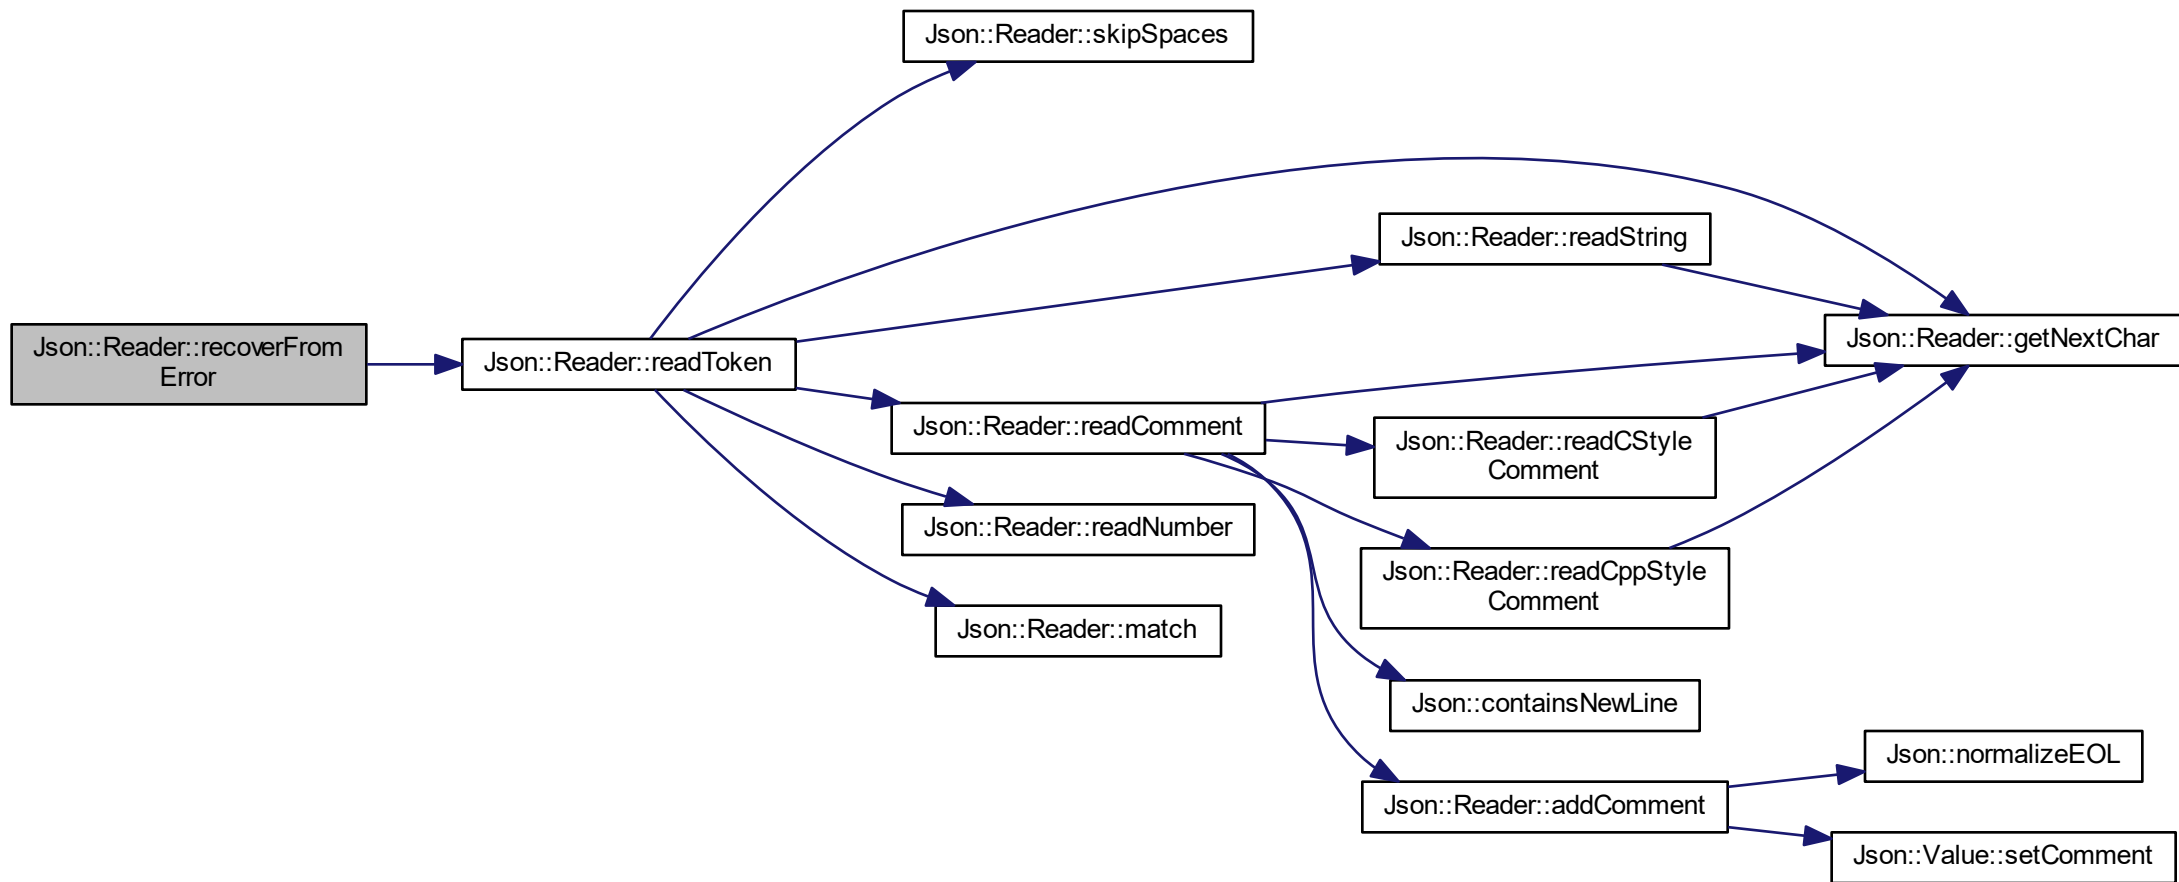 Json::Reader::skipSpaces
Json::Reader::readString
Json::Reader::getNextChar
Json::Reader::recoverFrom
Error
Json::Reader::readToken
Json::Reader::readComment
Json::Reader::readCStyle
Comment
Json::Reader::readNumber
Json::Reader::readCppStyle
Comment
Json::Reader::match
Json::containsNewLine
Json::normalizeEOL
Json::Reader::addComment
Json::Value::setComment